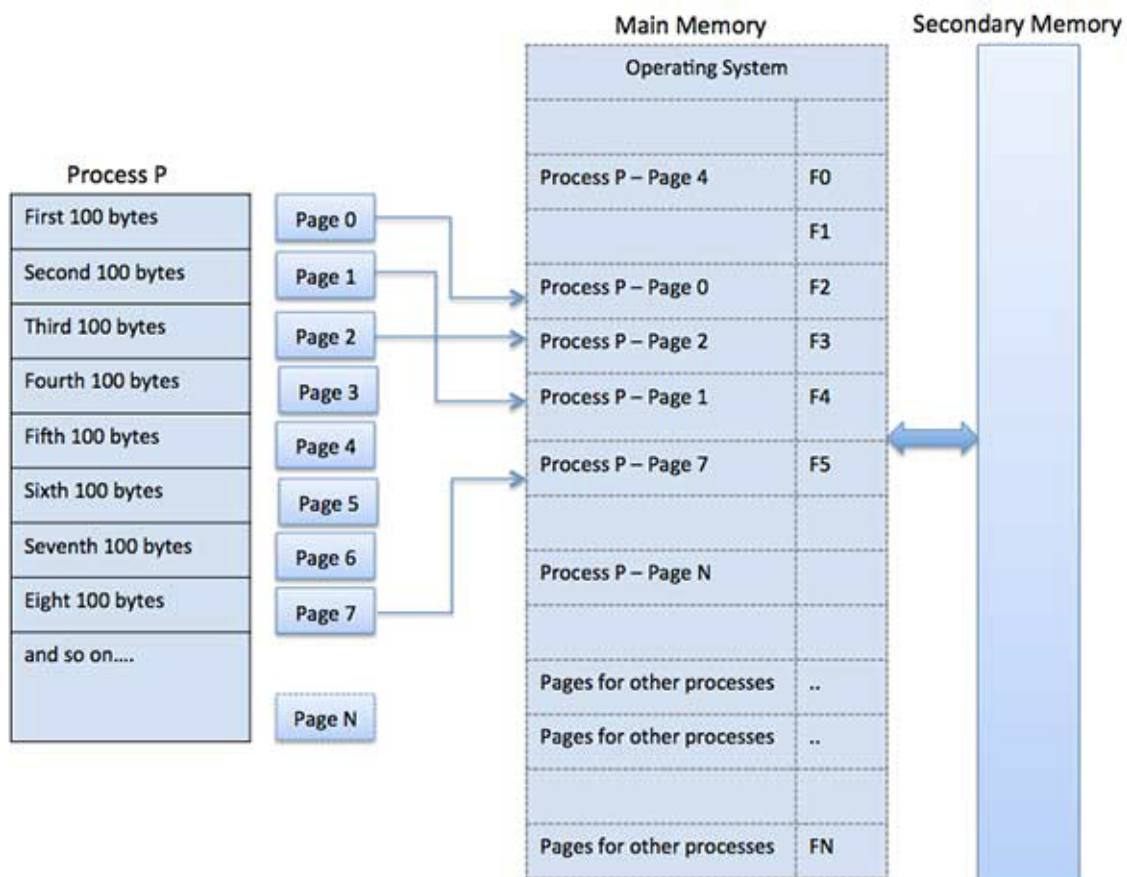 Main Memory
Secondary Memory
Operating System
Process P
First 100 bytes
Second 100 bytes
Third 100 bytes
Fourth 100 bytes
Fifth 100 bytes
Sixth 100 bytes
Seventh 100 bytes
Eight 100 bytes
and so on....
Page 0
Page 1
Page 2
Page 3
Page 4
Page 5
Page 6
Page 7
Page N
Process P – Page 4 F0
F1
Process P – Page 0 F2
Process P – Page 2 F3
Process P – Page 1 F4
Process P – Page 7 F5
Process P – Page N
Pages for other processes ..
Pages for other processes ..
Pages for other processes FN